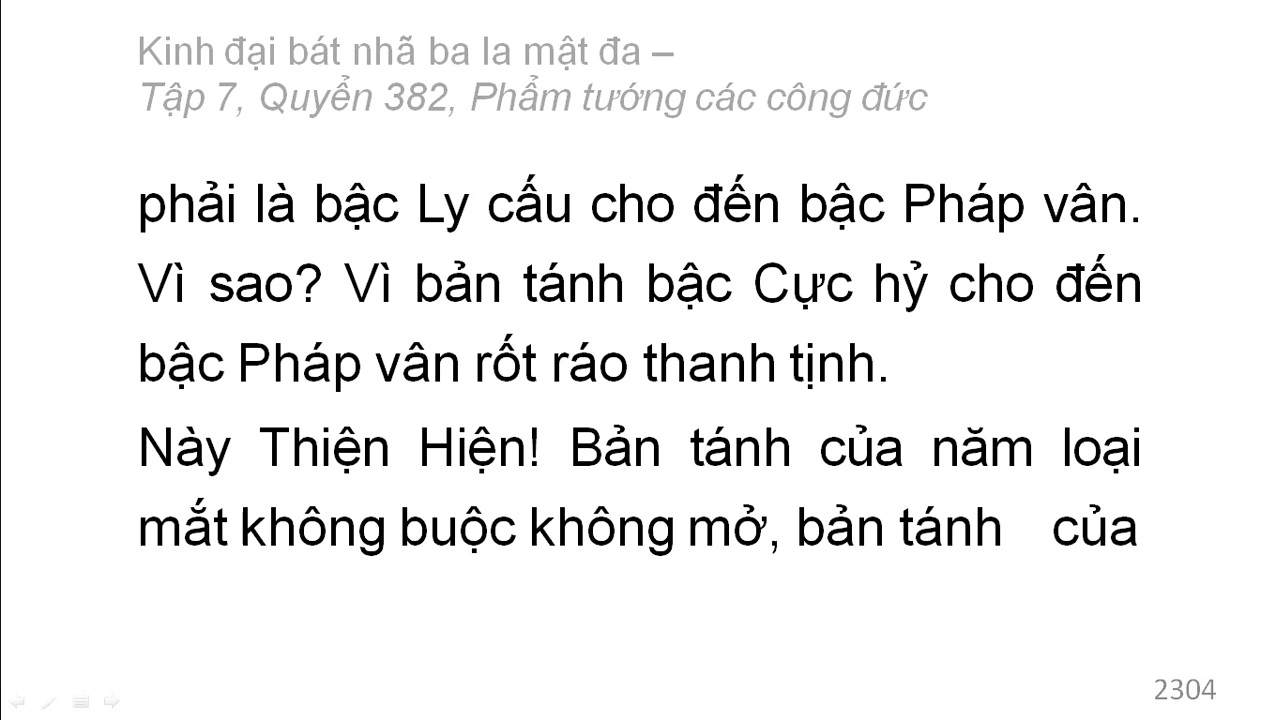 Kinh đại bát nhã ba la mật đa –
Tập 7, Quyển 382, Phẩm tướng các công đức
phải là bậc Ly cấu cho đến bậc Pháp vân.
Vì sao? Vì bản tánh bậc Cực hỷ cho đến
bậc Pháp vân rốt ráo thanh tịnh.
Này Thiện Hiện! Bản tánh của năm loại
mắt không buộc không mở, bản tánh của
2304